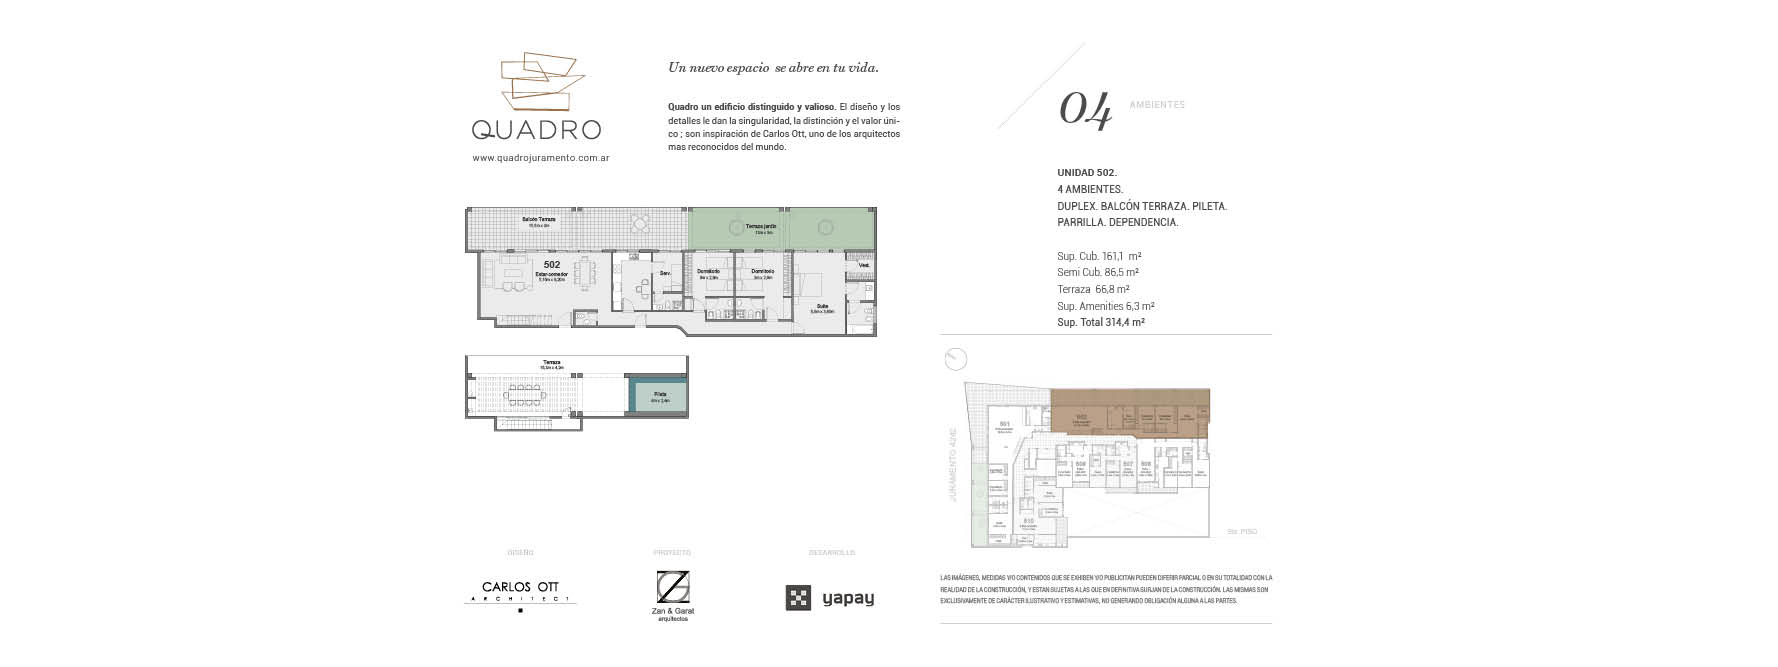 QUADRO
www.quadrojuramento.com.ar
Un nuevo espacio se abre en tu vida.
Quadro un edificio distinguido y valioso. El diseño y los
detalles le dan la singularidad, la distinción y el valor úni-
co ; son inspiración de Carlos Ott, uno de los arquitectos
mas reconocidos del mundo.
04 AMBIENTES
UNIDAD 502.
4 AMBIENTES.
DUPLEX. BALCÓN TERRAZA. PILETA.
PARRILLA. DEPENDENCIA.
Sup. Cub. 161,1 m²
Semi Cub. 86,5 m²
Terraza 66,8 m²
Sup. Amenities 6,3 m²
Sup. Total 314,4 m²
Balcón Terraza
Terraza jardín
502
Estar-comedor
Serv.
Dormitorio
Dormitorio
Suite
Vest.
Terraza
Pileta
501
502
506
507
508
510
JURAMENTO 4242
5to. PISO
DISEÑO
CARLOS OTT
ARCHITECT
PROYECTO
Zan & Garat
arquitectos
DESARROLLO
yapay
LAS IMÁGENES, MEDIDAS Y/O CONTENIDOS QUE SE EXHIBEN Y/O PUBLICITAN PUEDEN DIFERIR PARCIAL O EN SU TOTALIDAD CON LA
REALIDAD DE LA CONSTRUCCIÓN, Y ESTAN SUJETAS A LAS QUE EN DEFINITIVA SURJAN DE LA CONSTRUCCIÓN. LAS MISMAS SON
EXCLUSIVAMENTE DE CARÁCTER ILUSTRATIVO Y ESTIMATIVAS, NO GENERANDO OBLIGACIÓN ALGUNA A LAS PARTES.